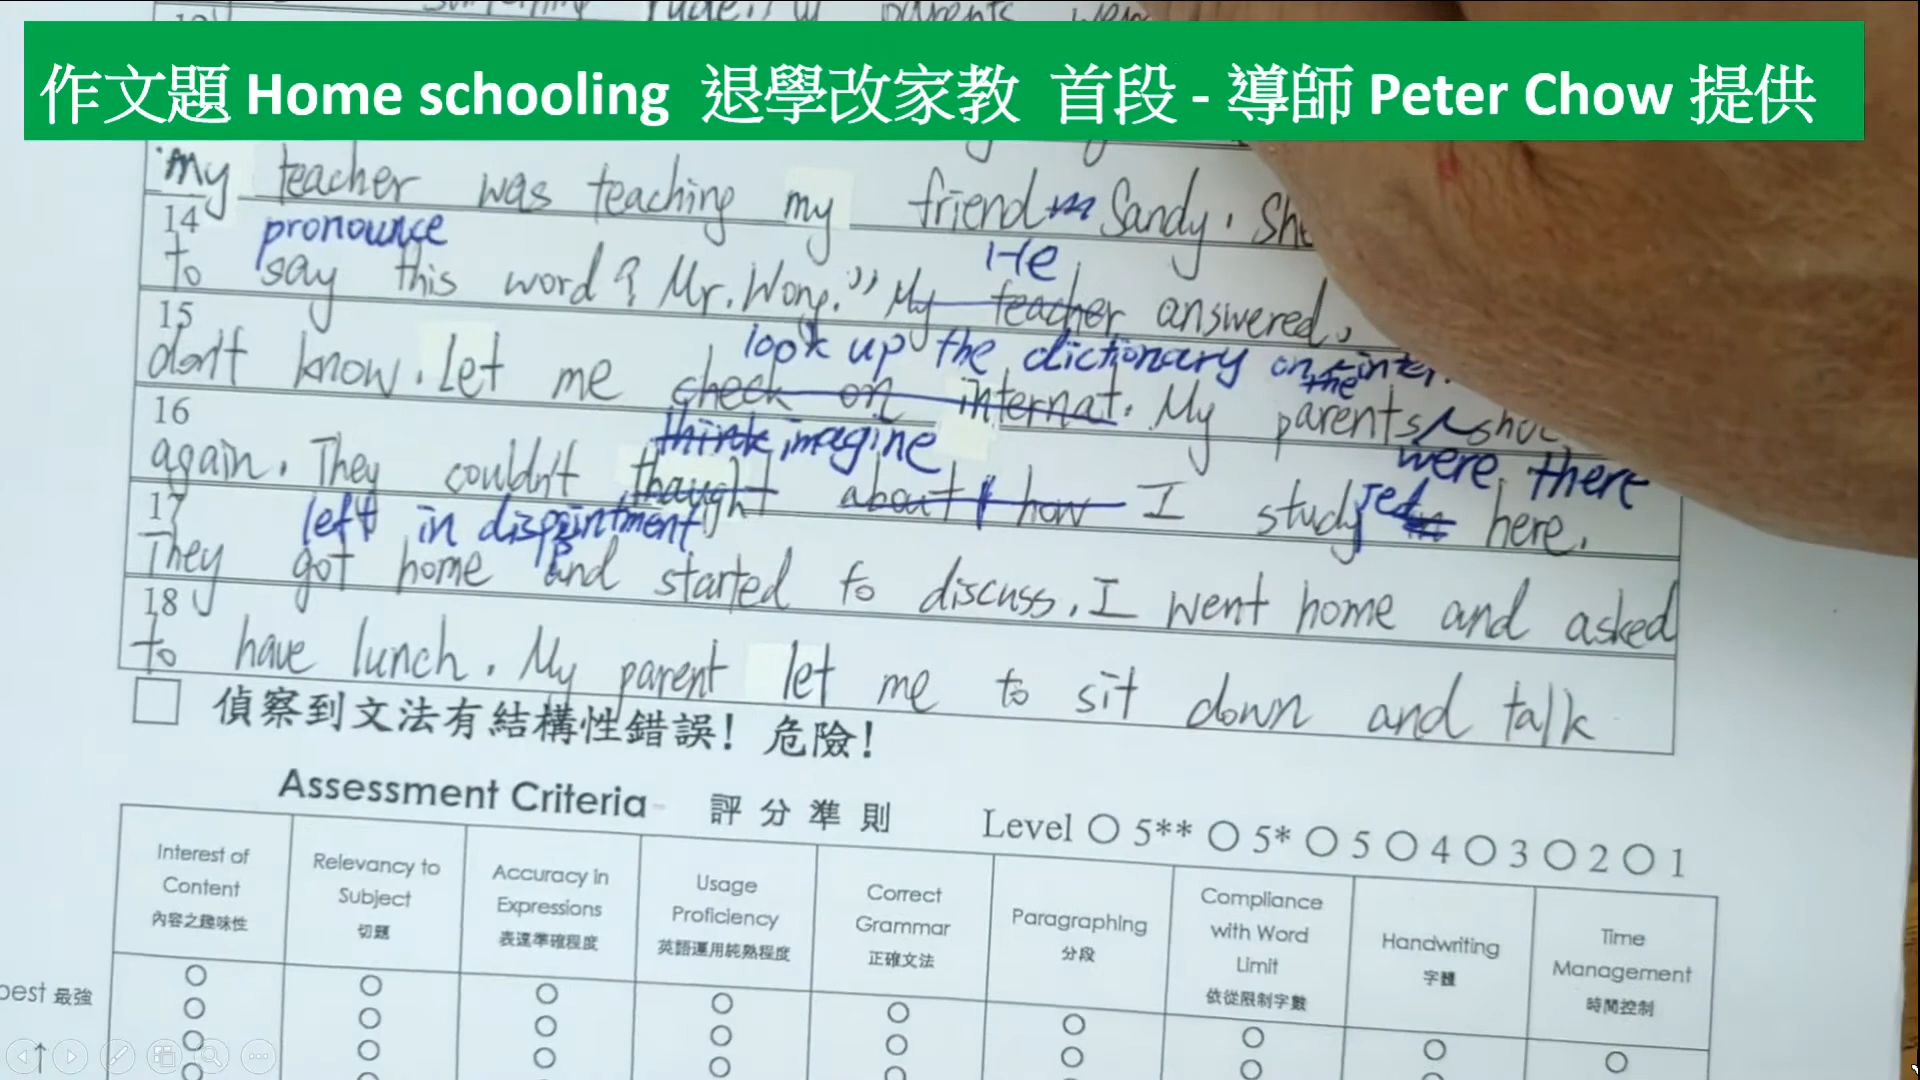 作文題 Home schooling 退學改家教 首段 - 導師 Peter Chow 提供
my teacher was teaching my friend Sandy. She
14
pronounce
He
to say this word? Mr. Wong." My teacher answered,
15
look up the dictionary on
the
don't know. Let me check on internat. My parents
16
think imagine
were there
again. They couldn't thaught about how I studyied in here.
17
left in disppintment
They got home and started to discuss. I went home and asked
18
to have lunch. My parent let me to sit down and talk
偵察到文法有結構性錯誤! 危險!
Assessment Criteria - 評分準則 Level 5** 5* 5 4 3 2 1
Interest of Content 內容之趣味性
Relevancy to Subject 切題
Accuracy in Expressions 表達準確程度
Usage Proficiency 英語運用純熟程度
Correct Grammar 正確文法
Paragraphing 分段
Compliance with Word Limit 依從限制字數
Handwriting 字體
Time Management 時間控制
best 最強